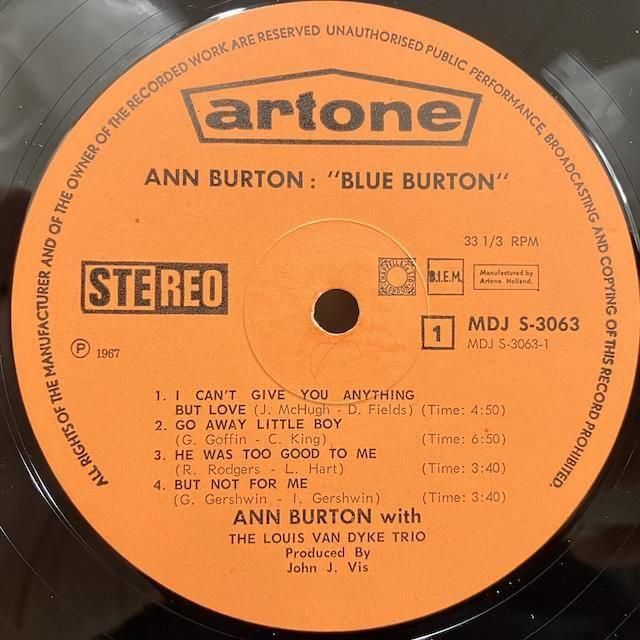 ALL RIGHTS OF THE MANUFACTURER AND OF THE OWNER OF THE RECORDED WORK ARE RESERVED UNAUTHORISED PUBLIC PERFORMANCE, BROADCASTING AND COPYING OF THIS RECORD PROHIBITED.
artone
ANN BURTON: "BLUE BURTON"
33 1/3 RPM
STEREO
B.I.E.M.
Manufactured by
Artone Holland.
1
MDJ S-3063
MDJ S-3063-1
P 1967
1. I CAN'T GIVE YOU ANYTHING
BUT LOVE (J. McHugh - D. Fields) (Time: 4:50)
2. GO AWAY LITTLE BOY
(G. Goffin - C. King) (Time: 6:50)
3. HE WAS TOO GOOD TO ME
(R. Rodgers - L. Hart) (Time: 3:40)
4. BUT NOT FOR ME
(G. Gershwin - I. Gershwin) (Time: 3:40)
ANN BURTON with
THE LOUIS VAN DYKE TRIO
Produced By
John J. Vis